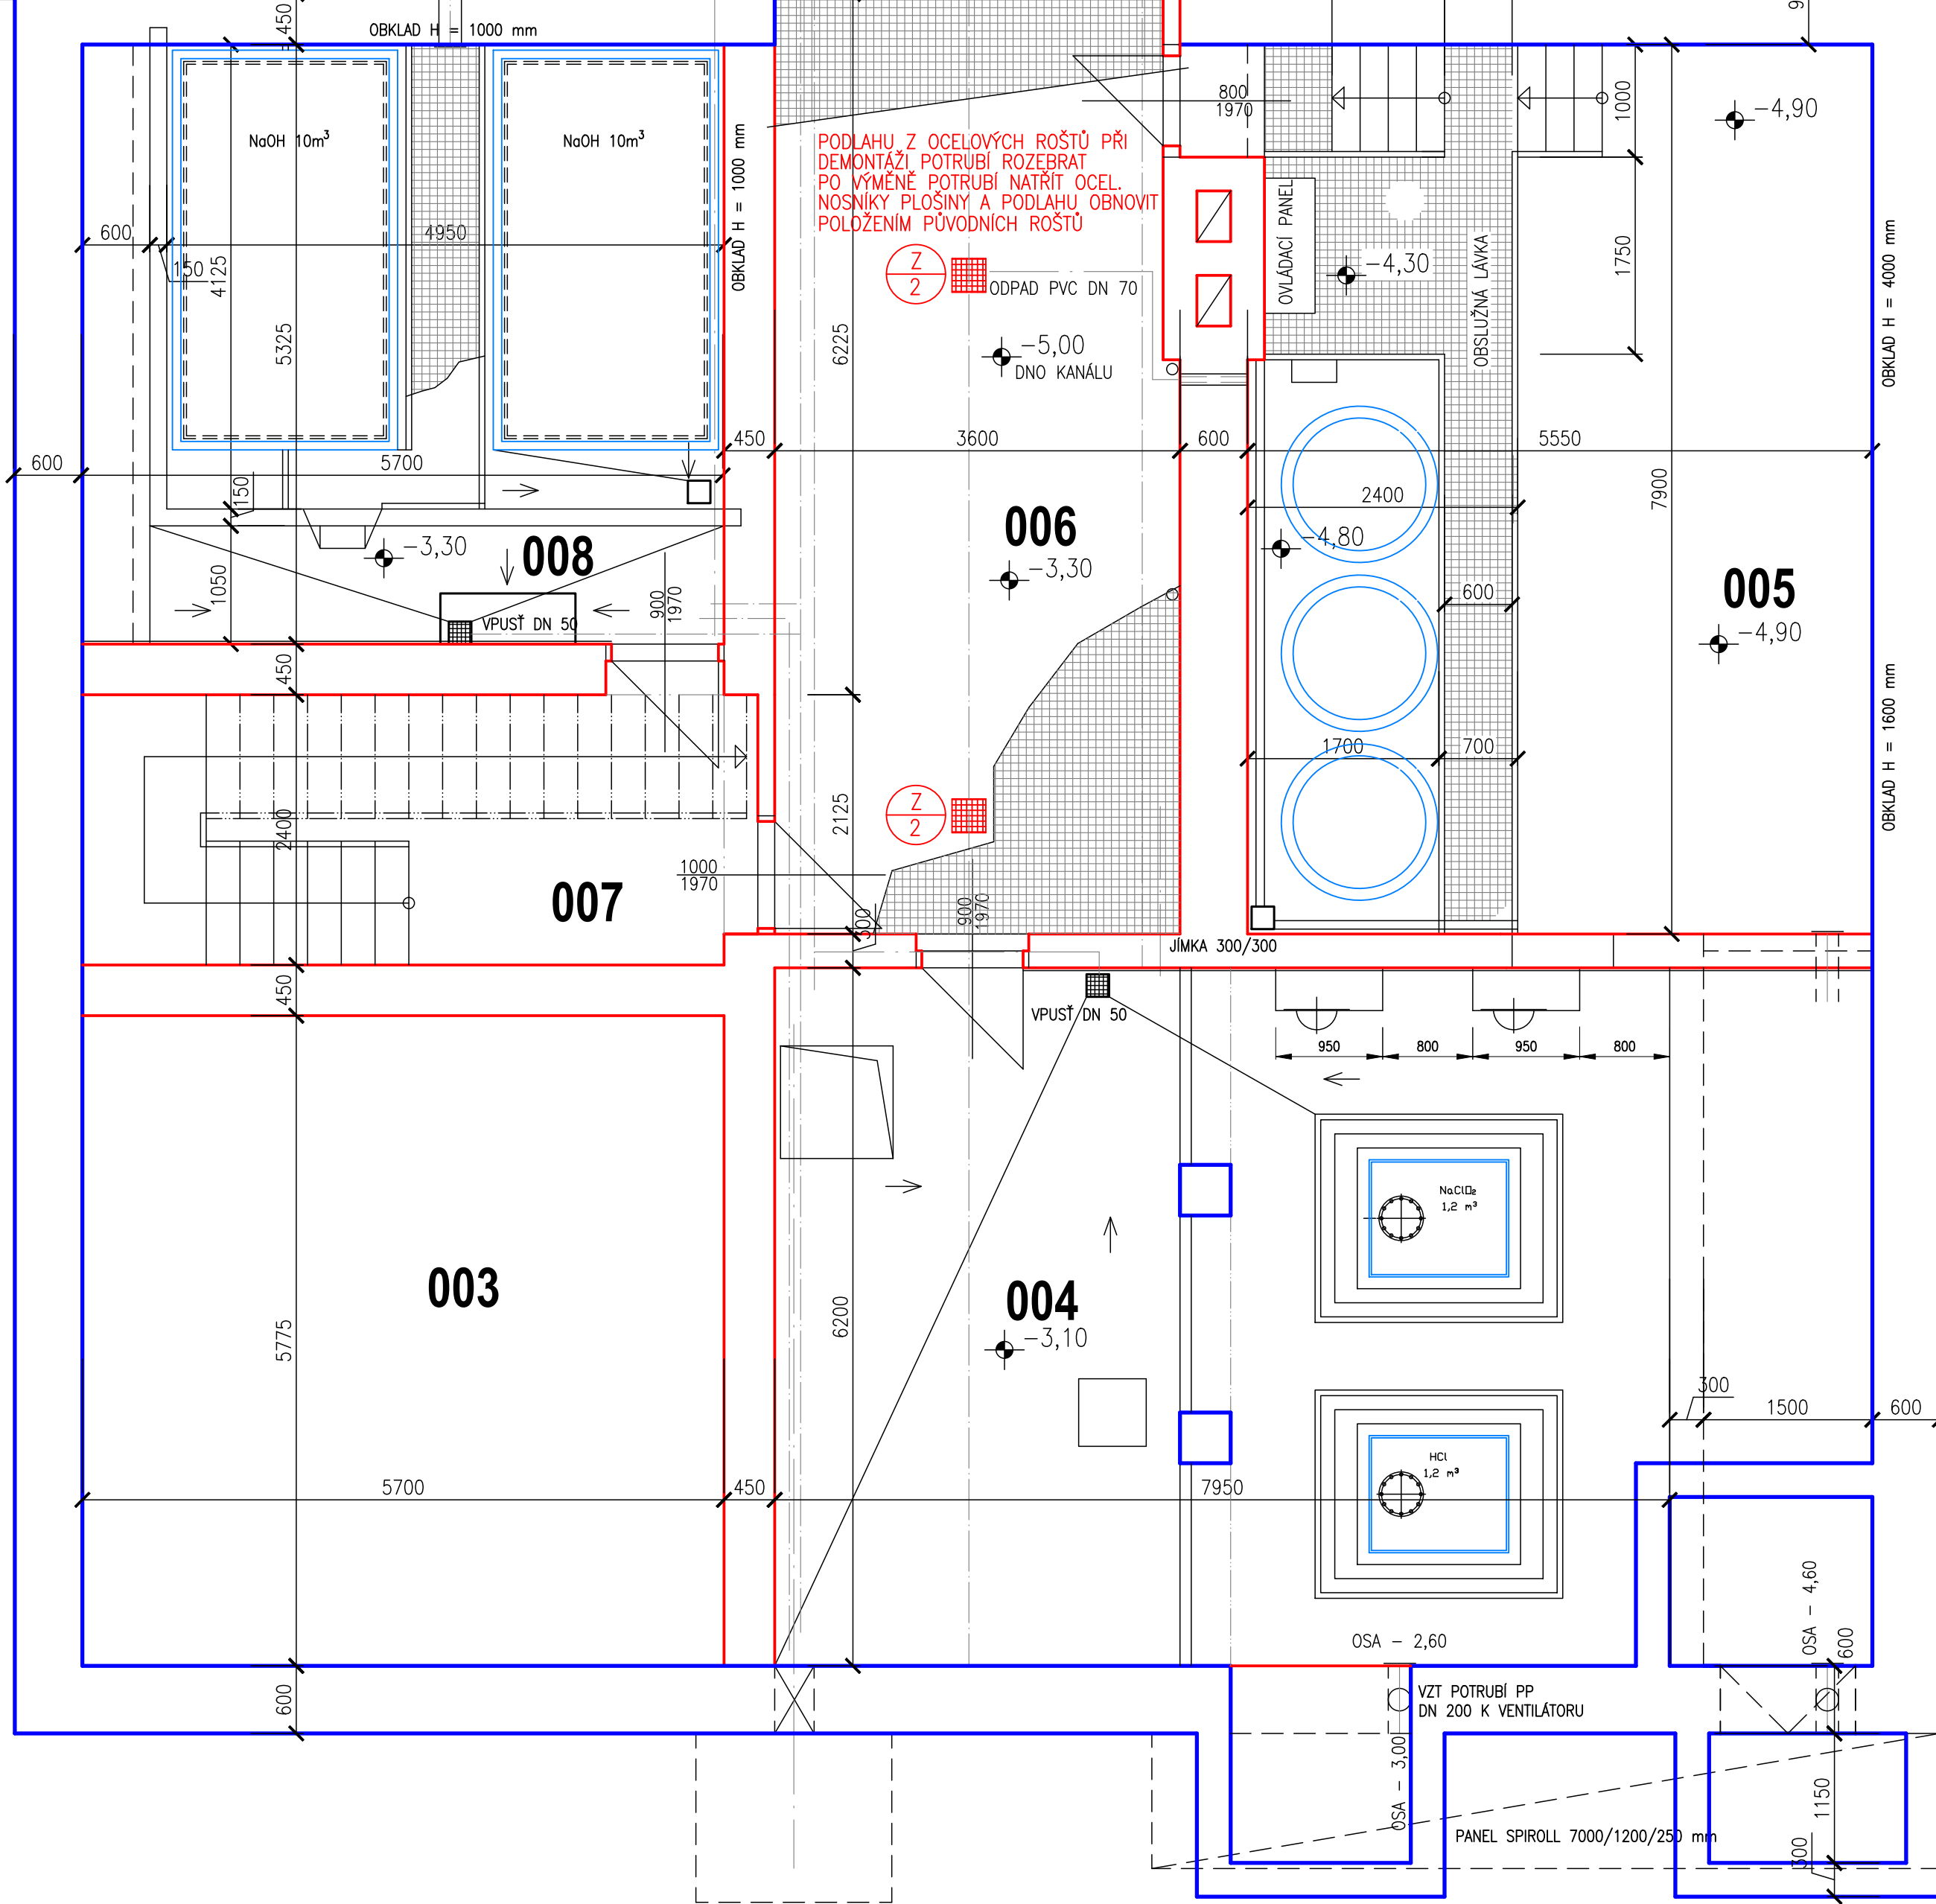 450
OBKLAD H = 1000 mm
9
NaOH 10m³
NaOH 10m³
OBKLAD H = 1000 mm
800
1970
1000
-4,90
PODLAHU Z OCELOVÝCH ROŠTŮ PŘI
DEMONTÁŽI POTRUBÍ ROZEBRAT
PO VÝMĚNĚ POTRUBÍ NATŘÍT OCEL.
NOSNÍKY PLOŠINY A PODLAHU OBNOVIT
POLOŽENÍM PŮVODNÍCH ROŠTŮ
OVLÁDACÍ PANEL
OBSLUŽNÁ LÁVKA
1750
OBKLAD H = 4000 mm
600
4950
150
4125
5325
6225
Z
2
ODPAD PVC DN 70
-4,30
-5,00
DNO KANÁLU
450
3600
600
5550
600
5700
150
2400
7900
006
-3,30
-4,80
008
-3,30
1050
VPUSŤ DN 50
900
1970
600
005
-4,90
OBKLAD H = 1600 mm
450
2400
2125
Z
2
1700
700
007
1000
1970
300
900
1970
JÍMKA 300/300
450
VPUSŤ DN 50
950
800
950
800
NaClO₂
1,2 m³
003
004
-3,10
5775
6200
300
1500
600
HCl
1,2 m³
5700
450
7950
OSA - 2,60
OSA - 4,60
600
600
VZT POTRUBÍ PP
DN 200 K VENTILÁTORU
OSA - 3,00
1150
PANEL SPIROLL 7000/1200/250 mm
300